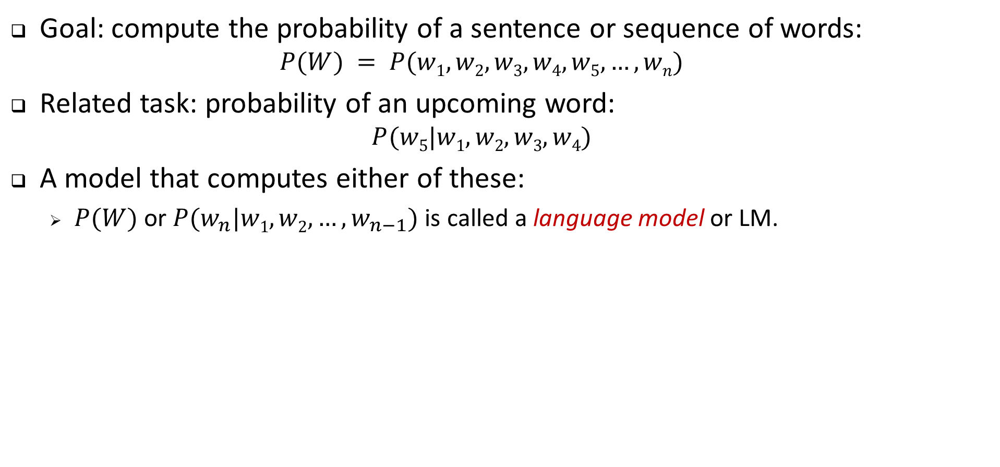 ❑ Goal: compute the probability of a sentence or sequence of words:
P(W) = P(w₁, w₂, w₃, w₄, w₅, … , wₙ)
❑ Related task: probability of an upcoming word:
P(w₅|w₁, w₂, w₃, w₄)
❑ A model that computes either of these:
➢ P(W) or P(wₙ|w₁, w₂, … , wₙ₋₁) is called a language model or LM.